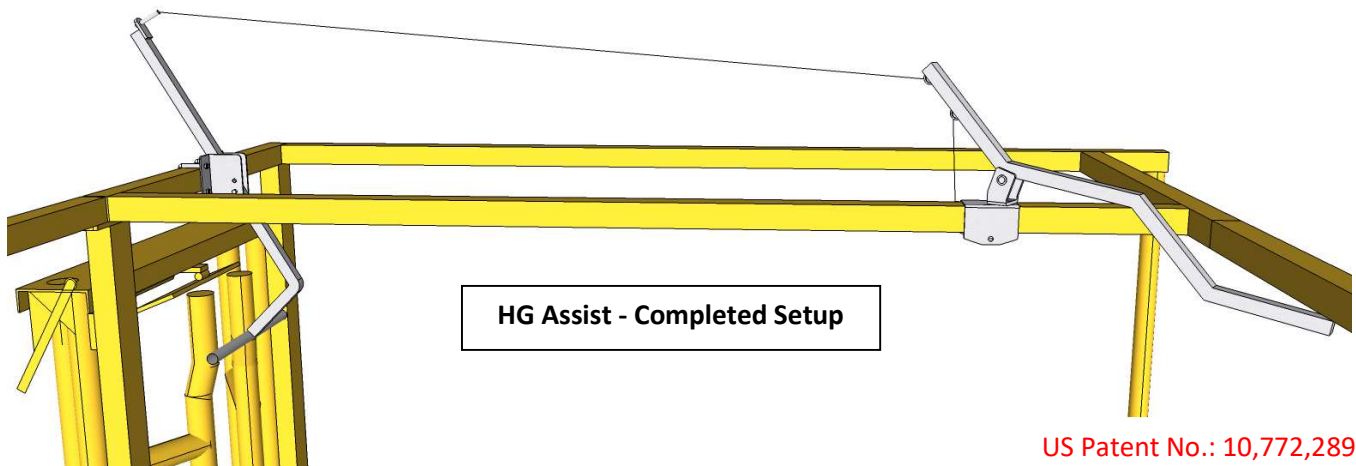 HG Assist - Completed Setup
US Patent No.: 10,772,289